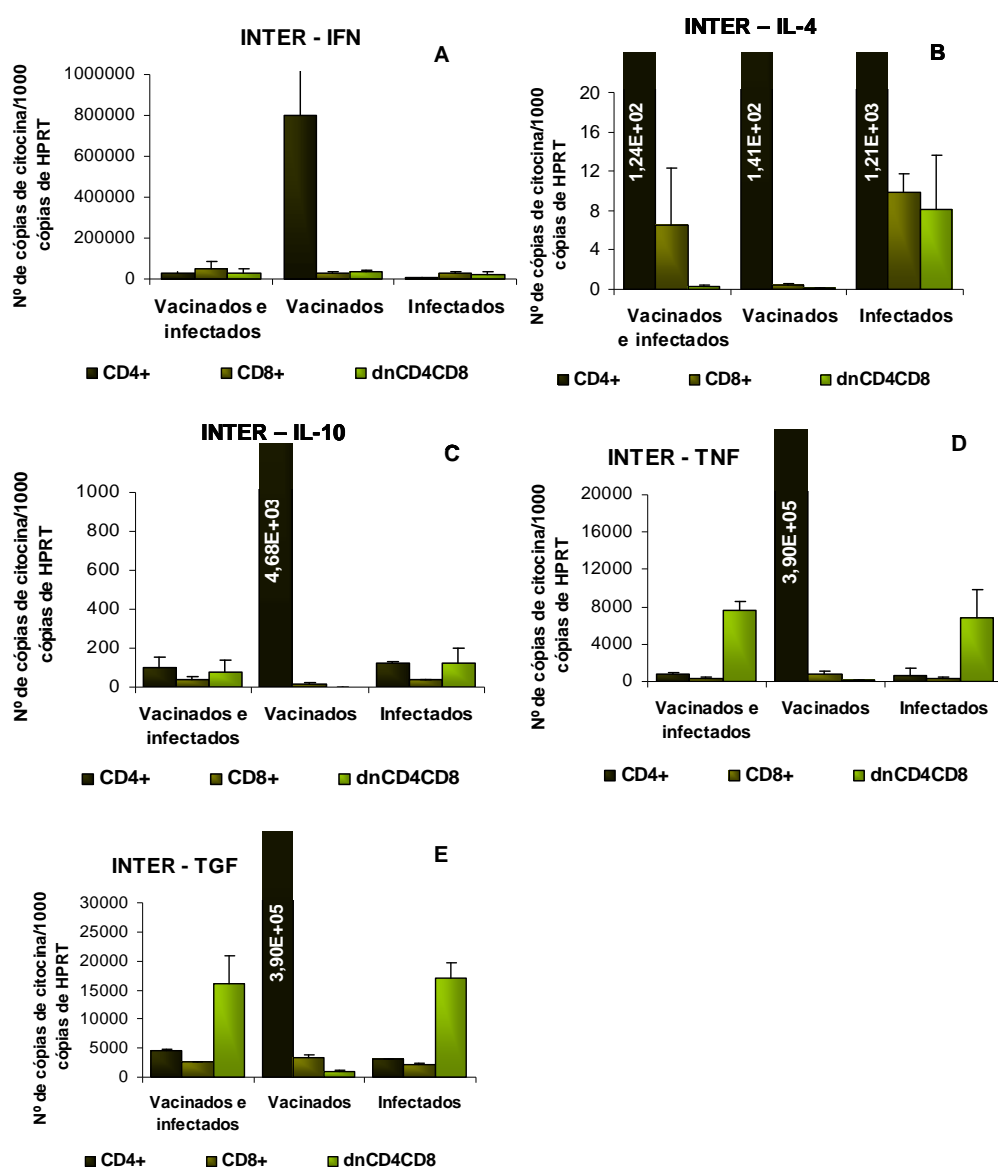 INTER - IFN
A
Nº de cópias de citocina/1000
cópias de HPRT
1000000
800000
600000
400000
200000
0
Vacinados e
infectados
Vacinados
Infectados
CD4+
CD8+
dnCD4CD8
INTER – IL-4
B
Nº de cópias de citocina/1000
cópias de HPRT
20
16
12
8
4
0
1,24E+02
1,41E+02
1,21E+03
Vacinados
e infectados
Vacinados
Infectados
CD4+
CD8+
dnCD4CD8
INTER – IL-10
C
Nº de cópias de citocina/1000
cópias de HPRT
1000
800
600
400
200
0
4,68E+03
Vacinados e
infectados
Vacinados
Infectados
CD4+
CD8+
dnCD4CD8
INTER - TNF
D
Nº de cópias de citocina/1000
cópias de HPRT
20000
16000
12000
8000
4000
0
3,90E+05
Vacinados e
infectados
Vacinados
Infectados
CD4+
CD8+
dnCD4CD8
INTER - TGF
E
Nº de cópias de citocina/1000
cópias de HPRT
30000
25000
20000
15000
10000
5000
0
3,90E+05
Vacinados e
infectados
Vacinados
Infectados
CD4+
CD8+
dnCD4CD8